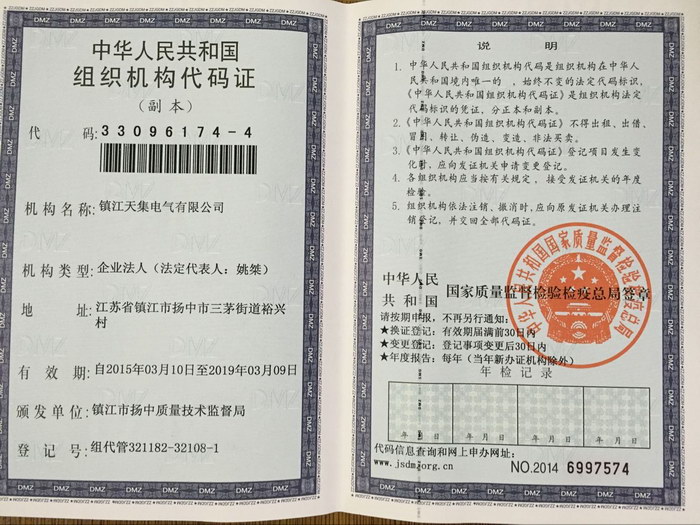 中华人民共和国
组织机构代码证
（副本）
代 码:33096174-4
机构名称: 镇江天集电气有限公司
机构类型: 企业法人（法定代表人：姚桀）
地 址: 江苏省镇江市扬中市三茅街道裕兴
村
有 效 期: 自2015年03月10日至2019年03月09日
颁发单位: 镇江市扬中质量技术监督局
登 记 号: 组代管321182-32108-1
说 明
1. 中华人民共和国组织机构代码是组织机构在中华人
民共和国境内唯一的、始终不变的法定代码标识，
《中华人民共和国组织机构代码证》是组织机构法定
代码标识的凭证，分正本和副本。
2. 《中华人民共和国组织机构代码证》不得出租、出借、
冒用、转让、伪造、变造、非法买卖。
3. 《中华人民共和国组织机构代码证》登记项目发生变
化时，应向发证机关申请变更登记。
4. 各组织机构应当按有关规定，接受发证机关的年度
检验。
5. 组织机构依法注销、撤消时，应向原发证机关办理注
销登记，并交回全部代码证。
中华人民
共 和 国 国家质量监督检验检疫总局签章
中华人民共和国国家质量监督检验检疫总局
请按期申报，不再另行通知：
★换证登记：有效期届满前30日内
★变更登记：登记事项变更后30日内
★年度报告：每年（当年新办证机构除外）
年 检 记 录
年 月 日 年 月 日 年 月 日 年 月 日
代码信息查询和网上申办网址：
www.jsdmzorg.cn
NO.2014 6997574